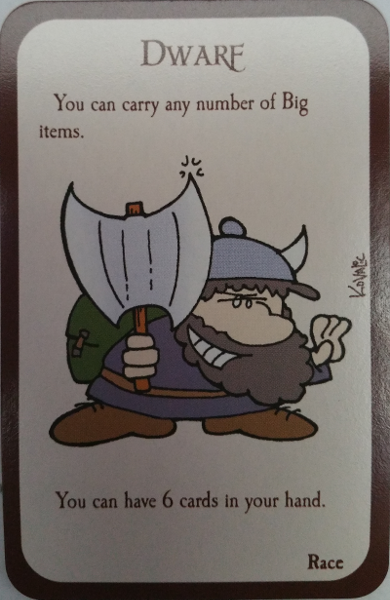 DWARF
You can carry any number of Big
items.
KOVALIC
You can have 6 cards in your hand.
Race